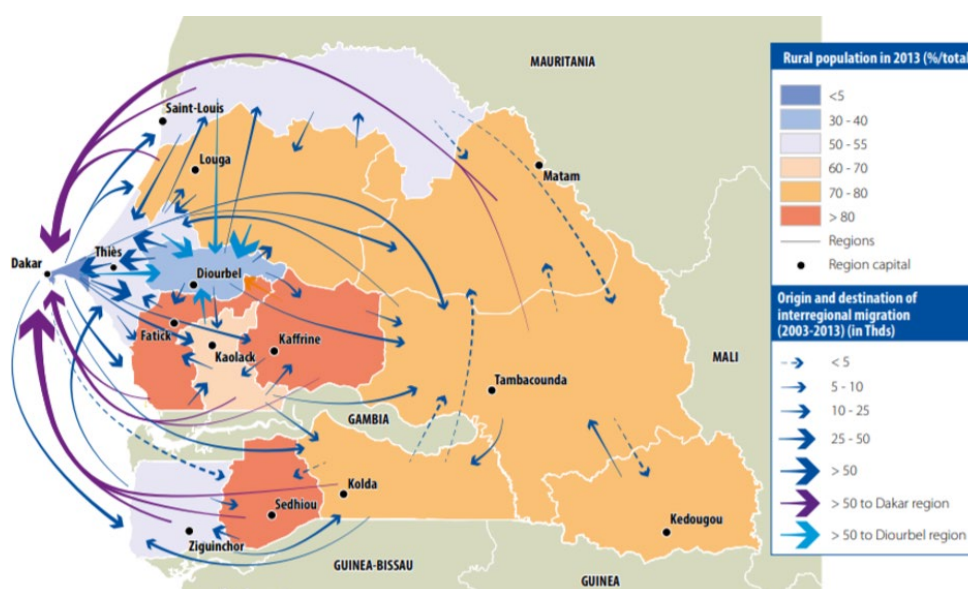 MAURITANIA
Saint-Louis
Louga
Matam
Dakar
Thiès
Diourbel
Fatick
Kaolack
Kaffrine
MALI
Tambacounda
GAMBIA
Kolda
Sedhiou
Ziguinchor
Kedougou
GUINEA-BISSAU
GUINEA
Rural population in 2013 (%/total
<5
30 - 40
50 - 55
60 - 70
70 - 80
> 80
Regions
Region capital
Origin and destination of
interregional migration
(2003-2013) (in Thds)
< 5
5 - 10
10 - 25
25 - 50
> 50
> 50 to Dakar region
> 50 to Diourbel region